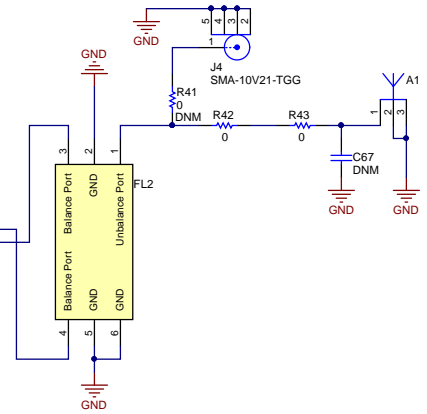 5
4
3
2
GND
1
J4
SMA-10V21-TGG
GND
A1
R41
0
DNM
R42
0
R43
0
1
2
3
3
2
1
C67
DNM
GND
GND
Balance Port
GND
Unbalance Port
FL2
Balance Port
GND
GND
4
5
6
GND